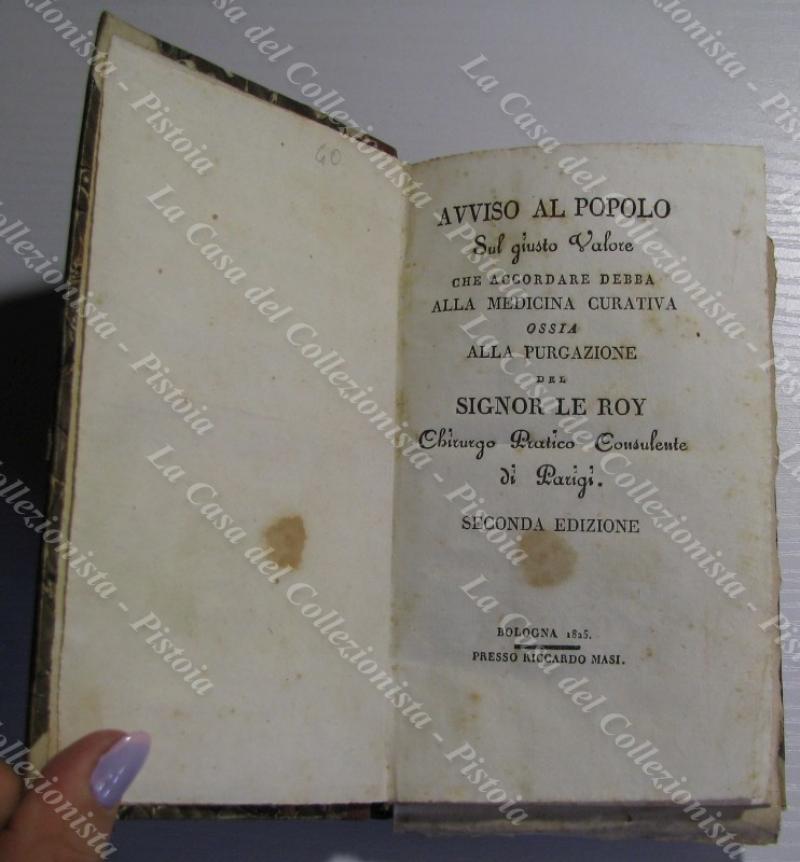 40
AVVISO AL POPOLO
Sul giusto Valore
CHE ACCORDARE DEBBA
ALLA MEDICINA CURATIVA
OSSIA
ALLA PURGAZIONE
DEL
SIGNOR LE ROY
Chirurgo Pratico Consulente
di Parigi.
SECONDA EDIZIONE
BOLOGNA 1825.
PRESSO RICCARDO MASI.
La Casa del Collezionista - Pistoia